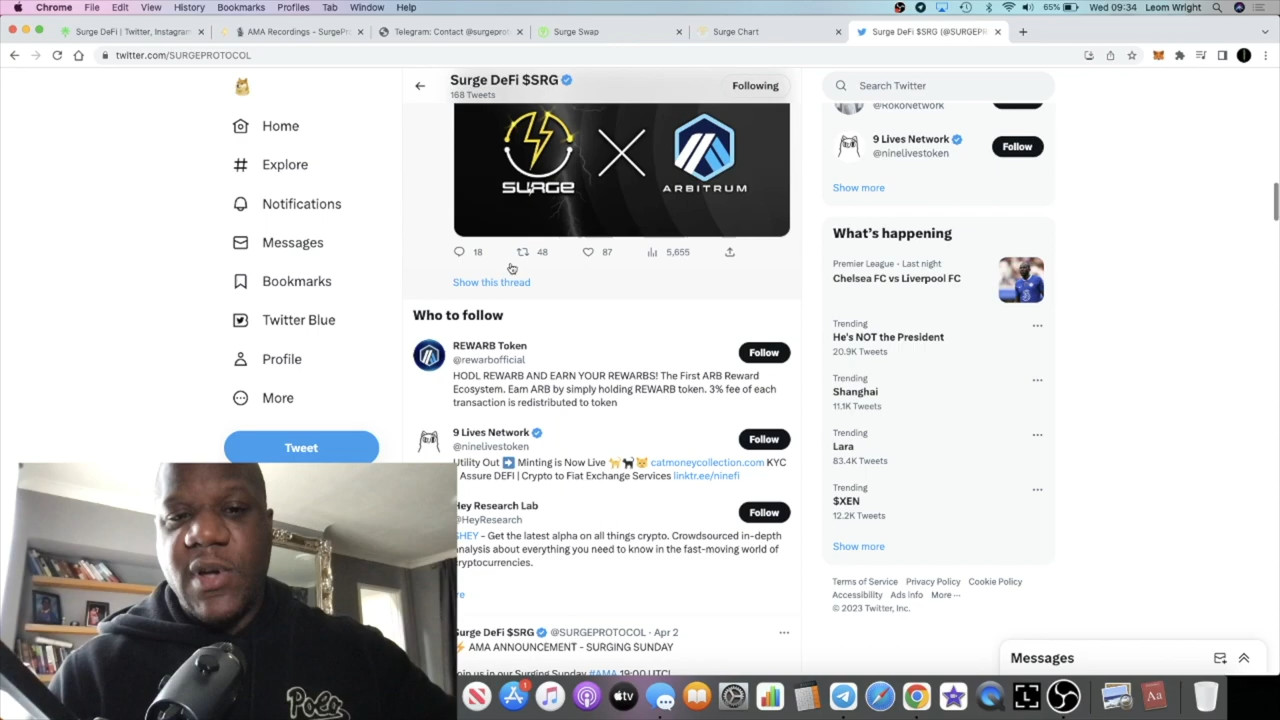 Chrome File Edit View History Bookmarks Profiles Tab Window Help 65% Wed 09:34 Leom Wright
Surge DeFi | Twitter, Instagram AMA Recordings - SurgePr Telegram: Contact @surgeprot Surge Swap Surge Chart Surge DeFi $SRG (@SURGEPR
twitter.com/SURGEPROTOCOL
Surge DeFi $SRG
168 Tweets
Following
Search Twitter
Home
Explore
Notifications
Messages
Bookmarks
Twitter Blue
Profile
More
Tweet
SURGE X ARBITRUM
18 48 87 5,655
Show this thread
Who to follow
REWARB Token
@rewarbofficial
Follow
HODL REWARB AND EARN YOUR REWARBS! The First ARB Reward
Ecosystem. Earn ARB by simply holding REWARB token. 3% fee of each
transaction is redistributed to token
9 Lives Network
@ninelivestoken
Follow
Utility Out Minting is Now Live catmoneycollection.com KYC
Assure DEFI | Crypto to Fiat Exchange Services linktr.ee/ninefi
Hey Research Lab
@HeyResearch
Follow
$HEY - Get the latest alpha on all things crypto. Crowdsourced in-depth
analysis about everything you need to know in the fast-moving world of
cryptocurrencies.
re
Surge DeFi $SRG @SURGEPROTOCOL · Apr 2
AMA ANNOUNCEMENT - SURGING SUNDAY
Join us in our Surging Sunday #AMA 19:00 UTC!
@RokoNetwork
9 Lives Network
@ninelivestoken
Follow
Show more
What's happening
Premier League · Last night
Chelsea FC vs Liverpool FC
Trending
He's NOT the President
20.9K Tweets
Trending
Shanghai
11.1K Tweets
Trending
Lara
83.4K Tweets
Trending
$XEN
12.2K Tweets
Show more
Terms of Service Privacy Policy Cookie Policy
Accessibility Ads info More ···
© 2023 Twitter, Inc.
Messages
1
tv
Aa